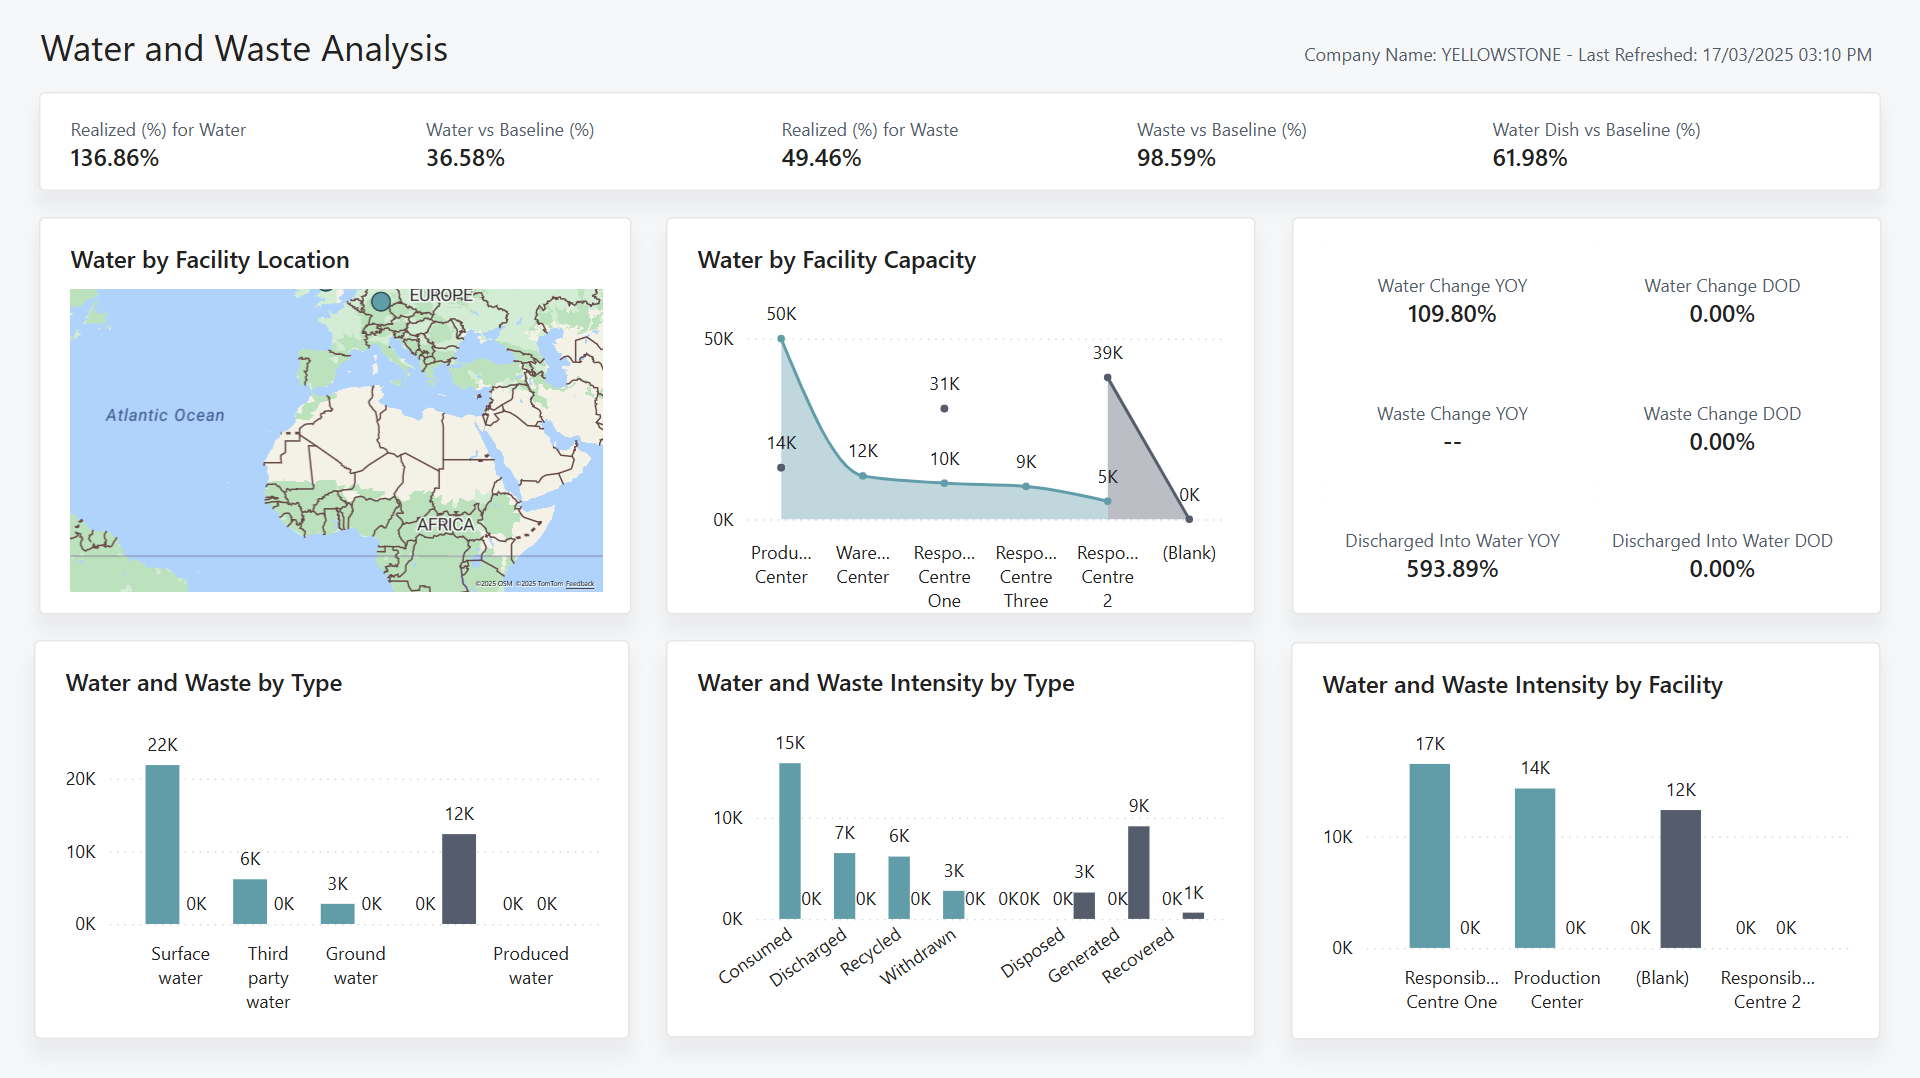 Water and Waste Analysis
Company Name: YELLOWSTONE - Last Refreshed: 17/03/2025 03:10 PM
Realized (%) for Water
136.86%
Water vs Baseline (%)
36.58%
Realized (%) for Waste
49.46%
Waste vs Baseline (%)
98.59%
Water Dish vs Baseline (%)
61.98%
Water by Facility Location
EUROPE
Atlantic Ocean
AFRICA
©2025 OSM ©2025 TomTom Feedback
Water by Facility Capacity
50K
50K
39K
31K
14K
12K
10K
9K
5K
0K
0K
Produ... Center
Ware... Center
Respo... Centre One
Respo... Centre Three
Respo... Centre 2
(Blank)
Water Change YOY
109.80%
Water Change DOD
0.00%
Waste Change YOY
--
Waste Change DOD
0.00%
Discharged Into Water YOY
593.89%
Discharged Into Water DOD
0.00%
Water and Waste by Type
20K
10K
0K
22K
0K
6K
0K
3K
0K
0K
12K
0K
0K
Surface water
Third party water
Ground water
Produced water
Water and Waste Intensity by Type
10K
0K
15K
0K
7K
0K
6K
0K
3K
0K
0K
0K
0K
3K
0K
9K
0K
1K
Consumed
Discharged
Recycled
Withdrawn
Disposed
Generated
Recovered
Water and Waste Intensity by Facility
10K
0K
17K
0K
14K
0K
0K
12K
0K
0K
Responsib... Centre One
Production Center
(Blank)
Responsib... Centre 2